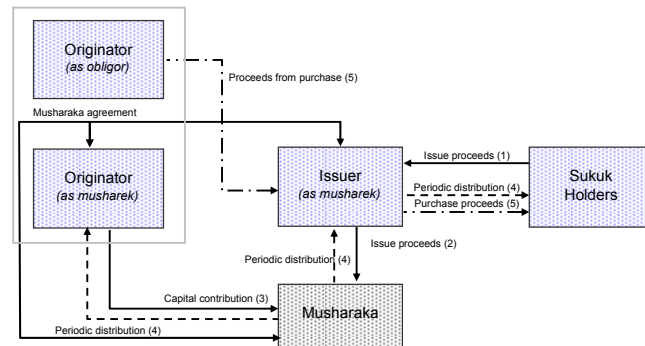 Originator
(as obligor)
Proceeds from purchase (5)
Musharaka agreement
Originator
(as musharek)
Issuer
(as musharek)
Issue proceeds (1)
Periodic distribution (4)
Purchase proceeds (5)
Sukuk
Holders
Issue proceeds (2)
Periodic distribution (4)
Capital contribution (3)
Musharaka
Periodic distribution (4)